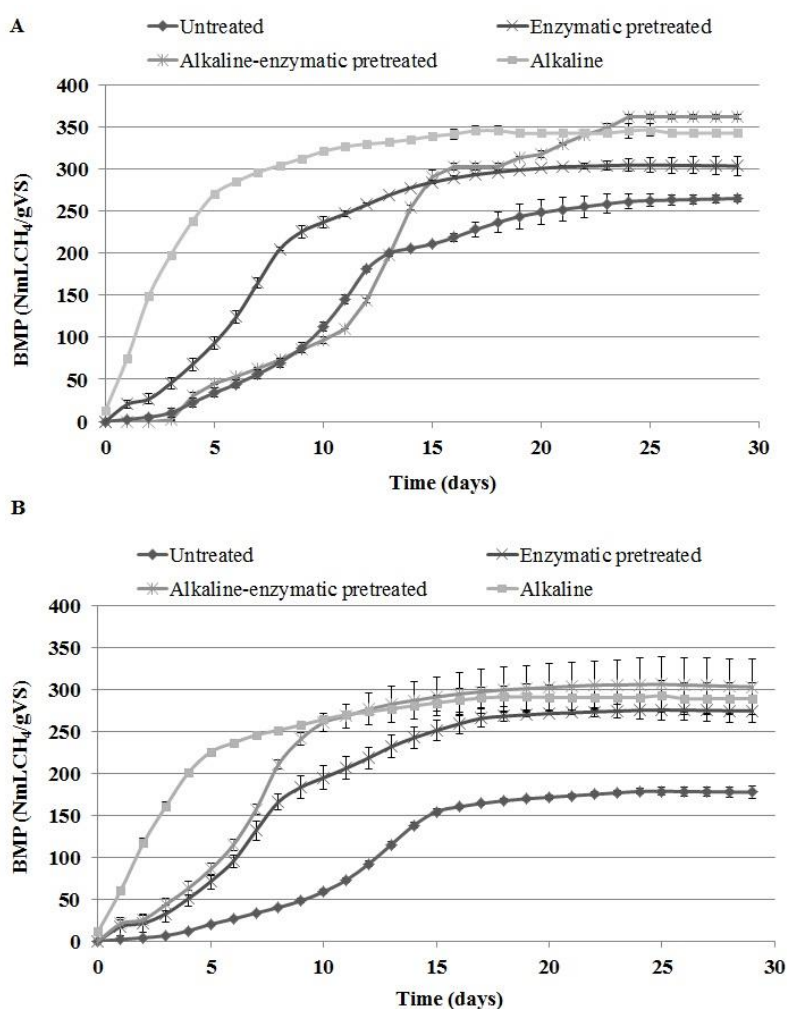 A
Untreated
Enzymatic pretreated
Alkaline-enzymatic pretreated
Alkaline
BMP (NmLCH₄/gVS)
400
350
300
250
200
150
100
50
0
0 5 10 15 20 25 30
Time (days)
B
Untreated
Enzymatic pretreated
Alkaline-enzymatic pretreated
Alkaline
BMP (NmLCH₄/gVS)
400
350
300
250
200
150
100
50
0
0 5 10 15 20 25 30
Time (days)